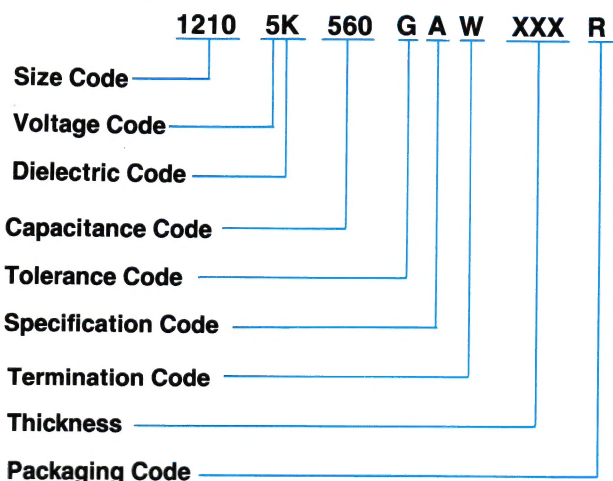 1210 5K 560 G A W XXX R
Size Code
Voltage Code
Dielectric Code
Capacitance Code
Tolerance Code
Specification Code
Termination Code
Thickness
Packaging Code